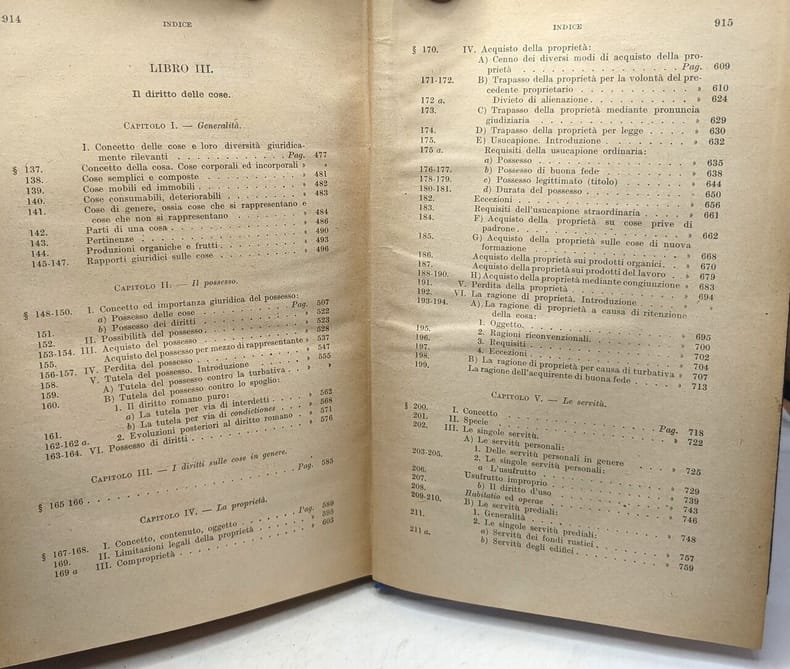 914
INDICE
LIBRO III.
Il diritto delle cose.
CAPITOLO I. — Generalità.
I. Concetto delle cose e loro diversità giuridica-
mente rilevanti . . . . . . . . . . . . . . Pag. 477
§ 137. Concetto della cosa. Cose corporali ed incorporali » »
138. Cose semplici e composte . . . . . . . . . » 481
139. Cose mobili ed immobili . . . . . . . . . » 482
140. Cose consumabili, deteriorabili . . . . . . . » 483
141. Cose di genere, ossia cose che si rappresentano e
cose che non si rappresentano . . . . . . . » 484
142. Parti di una cosa . . . . . . . . . . . » 486
143. Pertinenze . . . . . . . . . . . . . » 490
144. Produzioni organiche e frutti . . . . . . . » 493
145-147. Rapporti giuridici sulle cose . . . . . . . » 496
CAPITOLO II. — Il possesso.
§ 148-150. I. Concetto ed importanza giuridica del possesso:
a) Possesso delle cose . . . . . . . . Pag. 507
151. b) Possesso dei diritti . . . . . . . . » 522
152. II. Possibilità del possesso . . . . . . . . » 523
153-154. III. Acquisto del possesso . . . . . . . . » 528
155. Acquisto del possesso per mezzo di rappresentante » 537
156-157. IV. Perdita del possesso . . . . . . . . » 547
158. V. Tutela del possesso. Introduzione . . . . . » 555
159. A) Tutela del possesso contro la turbativa . . » »
160. B) Tutela del possesso contro lo spoglio:
1. Il diritto romano puro:
a) La tutela per via di interdetti . . . . » 562
161. b) La tutela per via di condictiones . . . » 568
162-162 a. 2. Evoluzioni posteriori al diritto romano . . » 571
163-164. VI. Possesso di diritti . . . . . . . . . » 576
CAPITOLO III. — I diritti sulle cose in genere.
§ 165 166 . . . . . . . . . . . . . . . Pag. 585
CAPITOLO IV. — La proprietà.
§ 167-168. I. Concetto, contenuto, oggetto . . . . . . Pag. 589
169. II. Limitazioni legali della proprietà . . . . . » 595
169 a III. Comproprietà . . . . . . . . . . . » 603
INDICE
915
§ 170. IV. Acquisto della proprietà:
A) Cenno dei diversi modi di acquisto della pro-
prietà . . . . . . . . . . . . . Pag. 609
171-172. B) Trapasso della proprietà per la volontà del pre-
cedente proprietario . . . . . . . . . » 610
172 a. Divieto di alienazione . . . . . . . . . » 624
173. C) Trapasso della proprietà mediante pronuncia
giudiziaria . . . . . . . . . . . . » 629
174. D) Trapasso della proprietà per legge . . . . » 630
175. E) Usucapione. Introduzione . . . . . . . » 632
175 a. Requisiti della usucapione ordinaria:
a) Possesso . . . . . . . . . . . » 635
176-177. b) Possesso di buona fede . . . . . . » 638
178-179. c) Possesso legittimato (titolo) . . . . . » 644
180-181. d) Durata del possesso . . . . . . . » 650
182. Eccezioni . . . . . . . . . . . . » 656
183. Requisiti dell'usucapione straordinaria . . . » 661
184. F) Acquisto della proprietà su cose prive di
padrone . . . . . . . . . . . . . » 662
185. G) Acquisto della proprietà sulle cose di nuova
formazione . . . . . . . . . . . . » 668
186. Acquisto della proprietà sui prodotti organici . . » 670
187. Acquisto della proprietà sui prodotti del lavoro . » 679
188-190. H) Acquisto della proprietà mediante congiunzione » 683
191. V. Perdita della proprietà . . . . . . . . » 694
192. VI. La ragione di proprietà. Introduzione . . . » »
193-194. A) La ragione di proprietà a causa di ritenzione
della cosa:
1. Oggetto . . . . . . . . . . . . » 695
195. 2. Ragioni riconvenzionali . . . . . . . » 700
196. 3. Requisiti . . . . . . . . . . . » 702
197. 4. Eccezioni . . . . . . . . . . . » 704
198. B) La ragione di proprietà per causa di turbativa » 707
199. La ragione dell'acquirente di buona fede . . . » 713
CAPITOLO V. — Le servitù.
§ 200. I. Concetto . . . . . . . . . . . . Pag. 718
201. II. Specie . . . . . . . . . . . . . » 722
202. III. Le singole servitù.
A) Le servitù personali:
1. Delle servitù personali in genere . . . . » 725
203-205. 2. Le singole servitù personali:
a L'usufrutto . . . . . . . . . . » 729
206. Usufrutto improprio . . . . . . . . » 739
207. b) Il diritto d'uso . . . . . . . . . » 743
208. Habitatio ed operae . . . . . . . . » 746
209-210. B) Le servitù prediali:
1. Generalità . . . . . . . . . . . » 748
211. 2. Le singole servitù prediali:
a) Servitù dei fondi rustici . . . . . . » 757
211 a. b) Servitù degli edifici . . . . . . . » 759